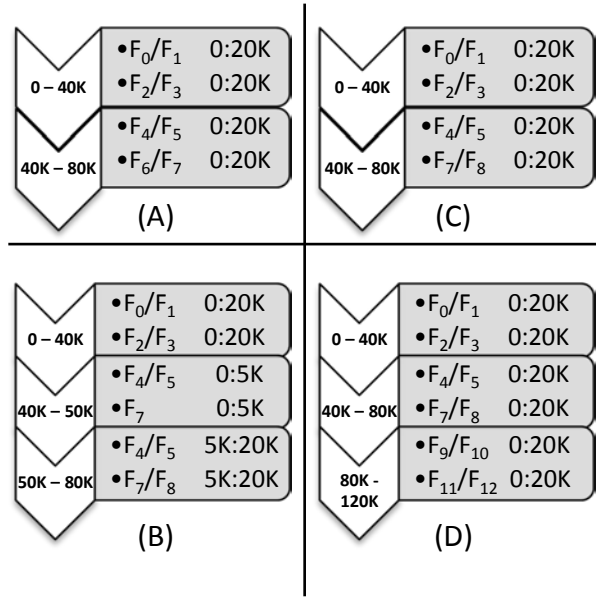 0 – 40K
•F₀/F₁ 0:20K
•F₂/F₃ 0:20K
40K – 80K
•F₄/F₅ 0:20K
•F₆/F₇ 0:20K
(A)
0 – 40K
•F₀/F₁ 0:20K
•F₂/F₃ 0:20K
40K – 80K
•F₄/F₅ 0:20K
•F₇/F₈ 0:20K
(C)
0 – 40K
•F₀/F₁ 0:20K
•F₂/F₃ 0:20K
40K – 50K
•F₄/F₅ 0:5K
•F₇ 0:5K
50K – 80K
•F₄/F₅ 5K:20K
•F₇/F₈ 5K:20K
(B)
0 – 40K
•F₀/F₁ 0:20K
•F₂/F₃ 0:20K
40K – 80K
•F₄/F₅ 0:20K
•F₇/F₈ 0:20K
80K -
120K
•F₉/F₁₀ 0:20K
•F₁₁/F₁₂ 0:20K
(D)